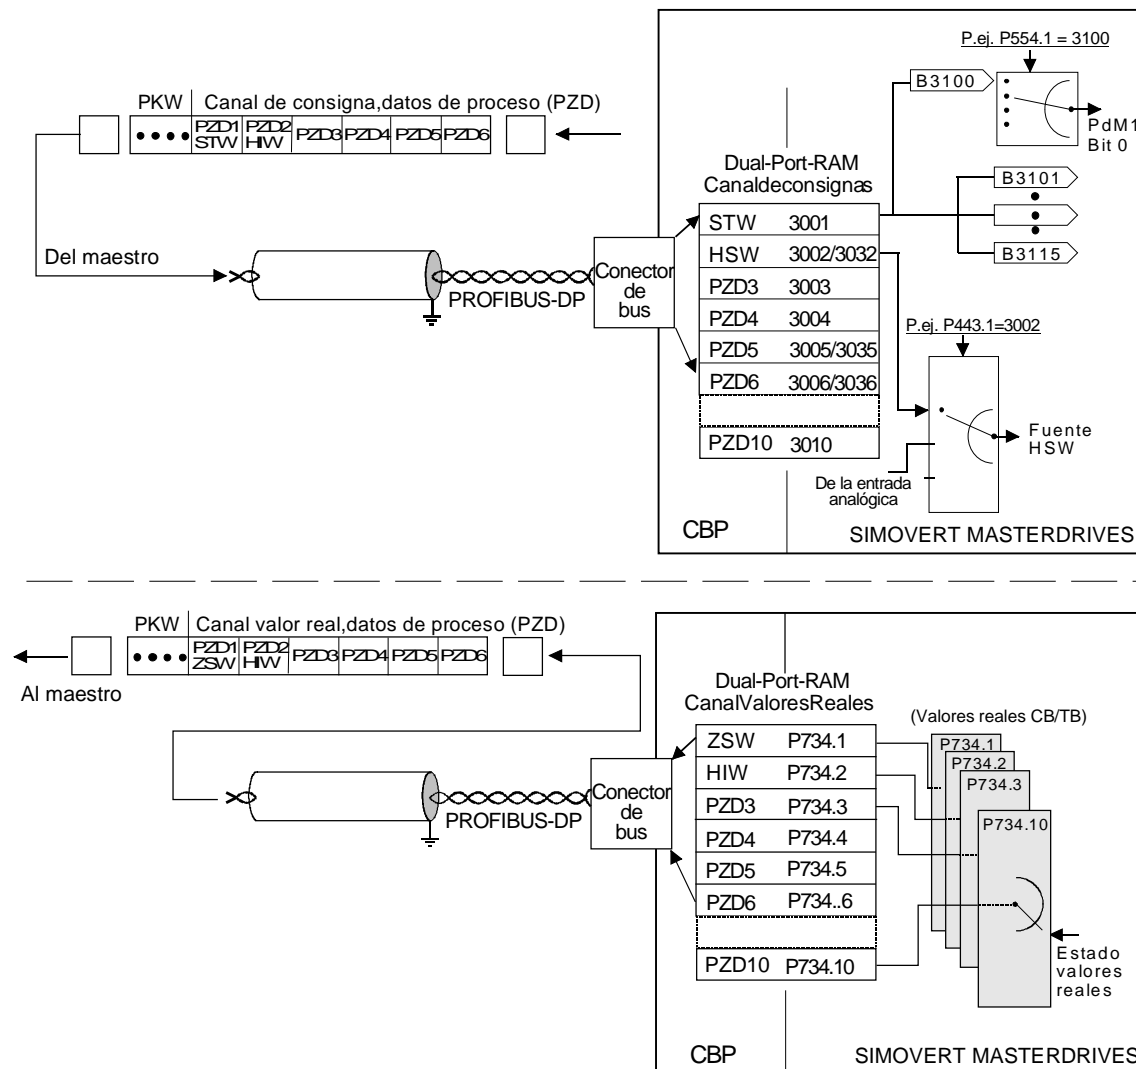 P.ej. P554.1 = 3100
B3100
PdM1
Bit 0
PKW Canal de consigna,datos de proceso (PZD)
PZD1 STW PZD2 HIW PZD3 PZD4 PZD5 PZD6
Del maestro
PROFIBUS-DP
Conector
de
bus
Dual-Port-RAM
Canaldeconsignas
STW 3001
HSW 3002/3032
PZD3 3003
PZD4 3004
PZD5 3005/3035
PZD6 3006/3036
PZD10 3010
B3101
B3115
P.ej. P443.1=3002
Fuente
HSW
De la entrada
analógica
CBP
SIMOVERT MASTERDRIVES
PKW Canal valor real,datos de proceso (PZD)
PZD1 ZSW PZD2 HIW PZD3 PZD4 PZD5 PZD6
Al maestro
PROFIBUS-DP
Conector
de
bus
Dual-Port-RAM
CanalValoresReales
ZSW P734.1
HIW P734.2
PZD3 P734.3
PZD4 P734.4
PZD5 P734.5
PZD6 P734..6
PZD10 P734.10
(Valores reales CB/TB)
P734.1
P734.2
P734.3
P734.10
Estado
valores
reales
CBP
SIMOVERT MASTERDRIVES